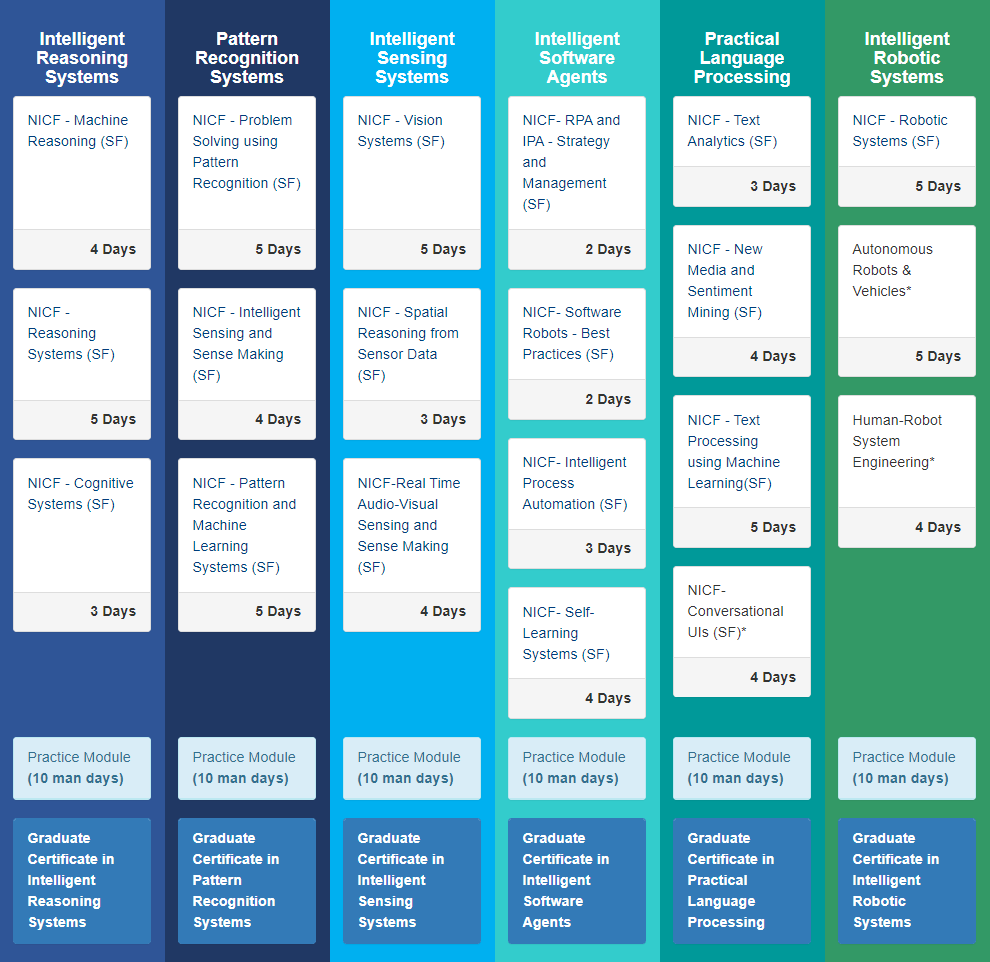 Intelligent
Reasoning
Systems
NICF - Machine
Reasoning (SF)
4 Days
NICF -
Reasoning
Systems (SF)
5 Days
NICF - Cognitive
Systems (SF)
3 Days
Practice Module
(10 man days)
Graduate
Certificate in
Intelligent
Reasoning
Systems
Pattern
Recognition
Systems
NICF - Problem
Solving using
Pattern
Recognition (SF)
5 Days
NICF - Intelligent
Sensing and
Sense Making
(SF)
4 Days
NICF - Pattern
Recognition and
Machine
Learning
Systems (SF)
5 Days
Practice Module
(10 man days)
Graduate
Certificate in
Pattern
Recognition
Systems
Intelligent
Sensing
Systems
NICF - Vision
Systems (SF)
5 Days
NICF - Spatial
Reasoning from
Sensor Data
(SF)
3 Days
NICF-Real Time
Audio-Visual
Sensing and
Sense Making
(SF)
4 Days
Practice Module
(10 man days)
Graduate
Certificate in
Intelligent
Sensing
Systems
Intelligent
Software
Agents
NICF- RPA and
IPA - Strategy
and
Management
(SF)
2 Days
NICF- Software
Robots - Best
Practices (SF)
2 Days
NICF- Intelligent
Process
Automation (SF)
3 Days
NICF- Self-
Learning
Systems (SF)
4 Days
Practice Module
(10 man days)
Graduate
Certificate in
Intelligent
Software
Agents
Practical
Language
Processing
NICF - Text
Analytics (SF)
3 Days
NICF - New
Media and
Sentiment
Mining (SF)
4 Days
NICF - Text
Processing
using Machine
Learning(SF)
5 Days
NICF-
Conversational
UIs (SF)*
4 Days
Practice Module
(10 man days)
Graduate
Certificate in
Practical
Language
Processing
Intelligent
Robotic
Systems
NICF - Robotic
Systems (SF)
5 Days
Autonomous
Robots &
Vehicles*
5 Days
Human-Robot
System
Engineering*
4 Days
Practice Module
(10 man days)
Graduate
Certificate in
Intelligent
Robotic
Systems